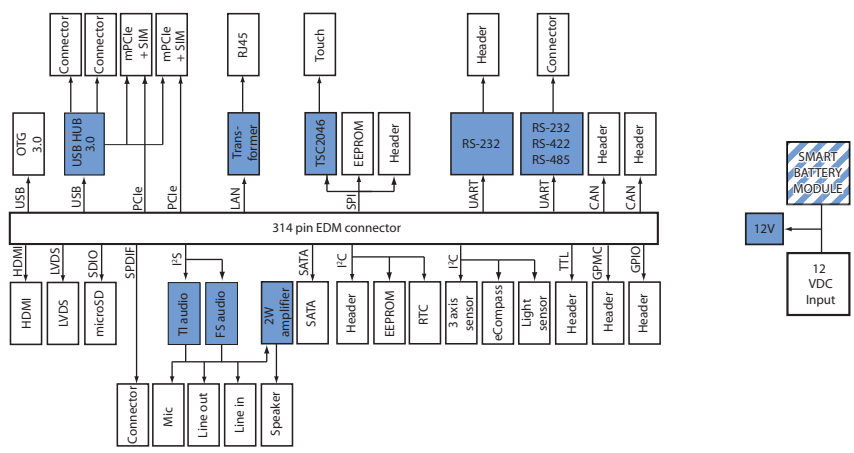 Connector
Connector
mPCIe
+ SIM
mPCIe
+ SIM
RJ45
Touch
Header
Connector
OTG
3.0
USB HUB
3.0
Trans-
former
TSC2046
EEPROM
Header
RS-232
RS-232
RS-422
RS-485
Header
Header
USB
USB
PCIe
PCIe
LAN
SPI
UART
UART
CAN
CAN
314 pin EDM connector
HDMI
LVDS
SDIO
SPDIF
I²S
SATA
I²C
I²C
TTL
GPMC
GPIO
HDMI
LVDS
microSD
TI audio
FS audio
2W
amplifier
SATA
Header
EEPROM
RTC
3 axis
sensor
eCompass
Light
sensor
Header
Header
Header
Connector
Mic
Line out
Line in
Speaker
SMART
BATTERY
MODULE
12V
12
VDC
Input